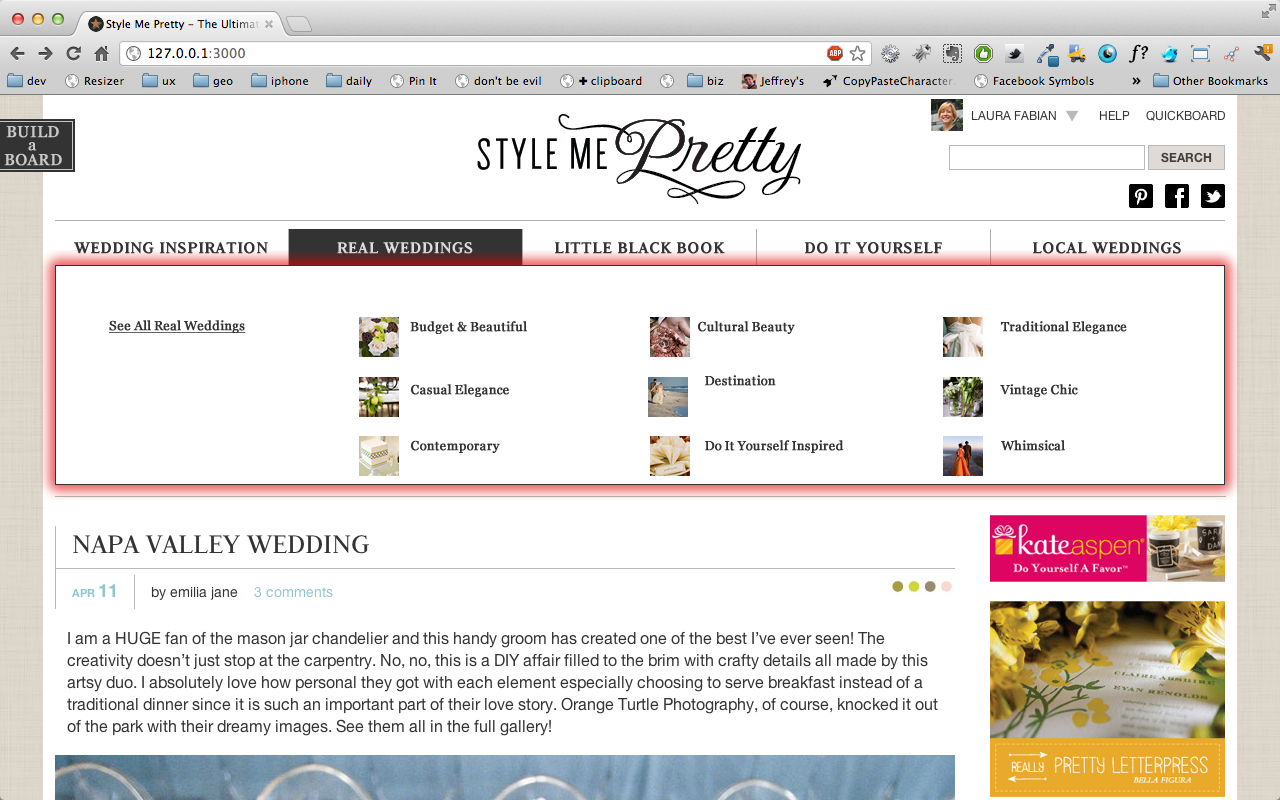 Style Me Pretty – The Ultimat
127.0.0.1:3000
ABP
f?
dev
Resizer
ux
geo
iphone
daily
Pin It
don't be evil
+ clipboard
biz
Jeffrey's
CopyPasteCharacter.
Facebook Symbols
»
Other Bookmarks
BUILD
a
BOARD
STYLE ME Pretty
LAURA FABIAN
HELP
QUICKBOARD
SEARCH
WEDDING INSPIRATION
REAL WEDDINGS
LITTLE BLACK BOOK
DO IT YOURSELF
LOCAL WEDDINGS
See All Real Weddings
Budget & Beautiful
Cultural Beauty
Traditional Elegance
Casual Elegance
Destination
Vintage Chic
Contemporary
Do It Yourself Inspired
Whimsical
NAPA VALLEY WEDDING
APR 11
by emilia jane
3 comments
I am a HUGE fan of the mason jar chandelier and this handy groom has created one of the best I’ve ever seen! The
creativity doesn’t just stop at the carpentry. No, no, this is a DIY affair filled to the brim with crafty details all made by this
artsy duo. I absolutely love how personal they got with each element especially choosing to serve breakfast instead of a
traditional dinner since it is such an important part of their love story. Orange Turtle Photography, of course, knocked it out
of the park with their dreamy images. See them all in the full gallery!
kateaspen®
Do Yourself A Favor™
EVAN RENOLDS
REALLY PRETTY LETTERPRESS
BELLA FIGURA